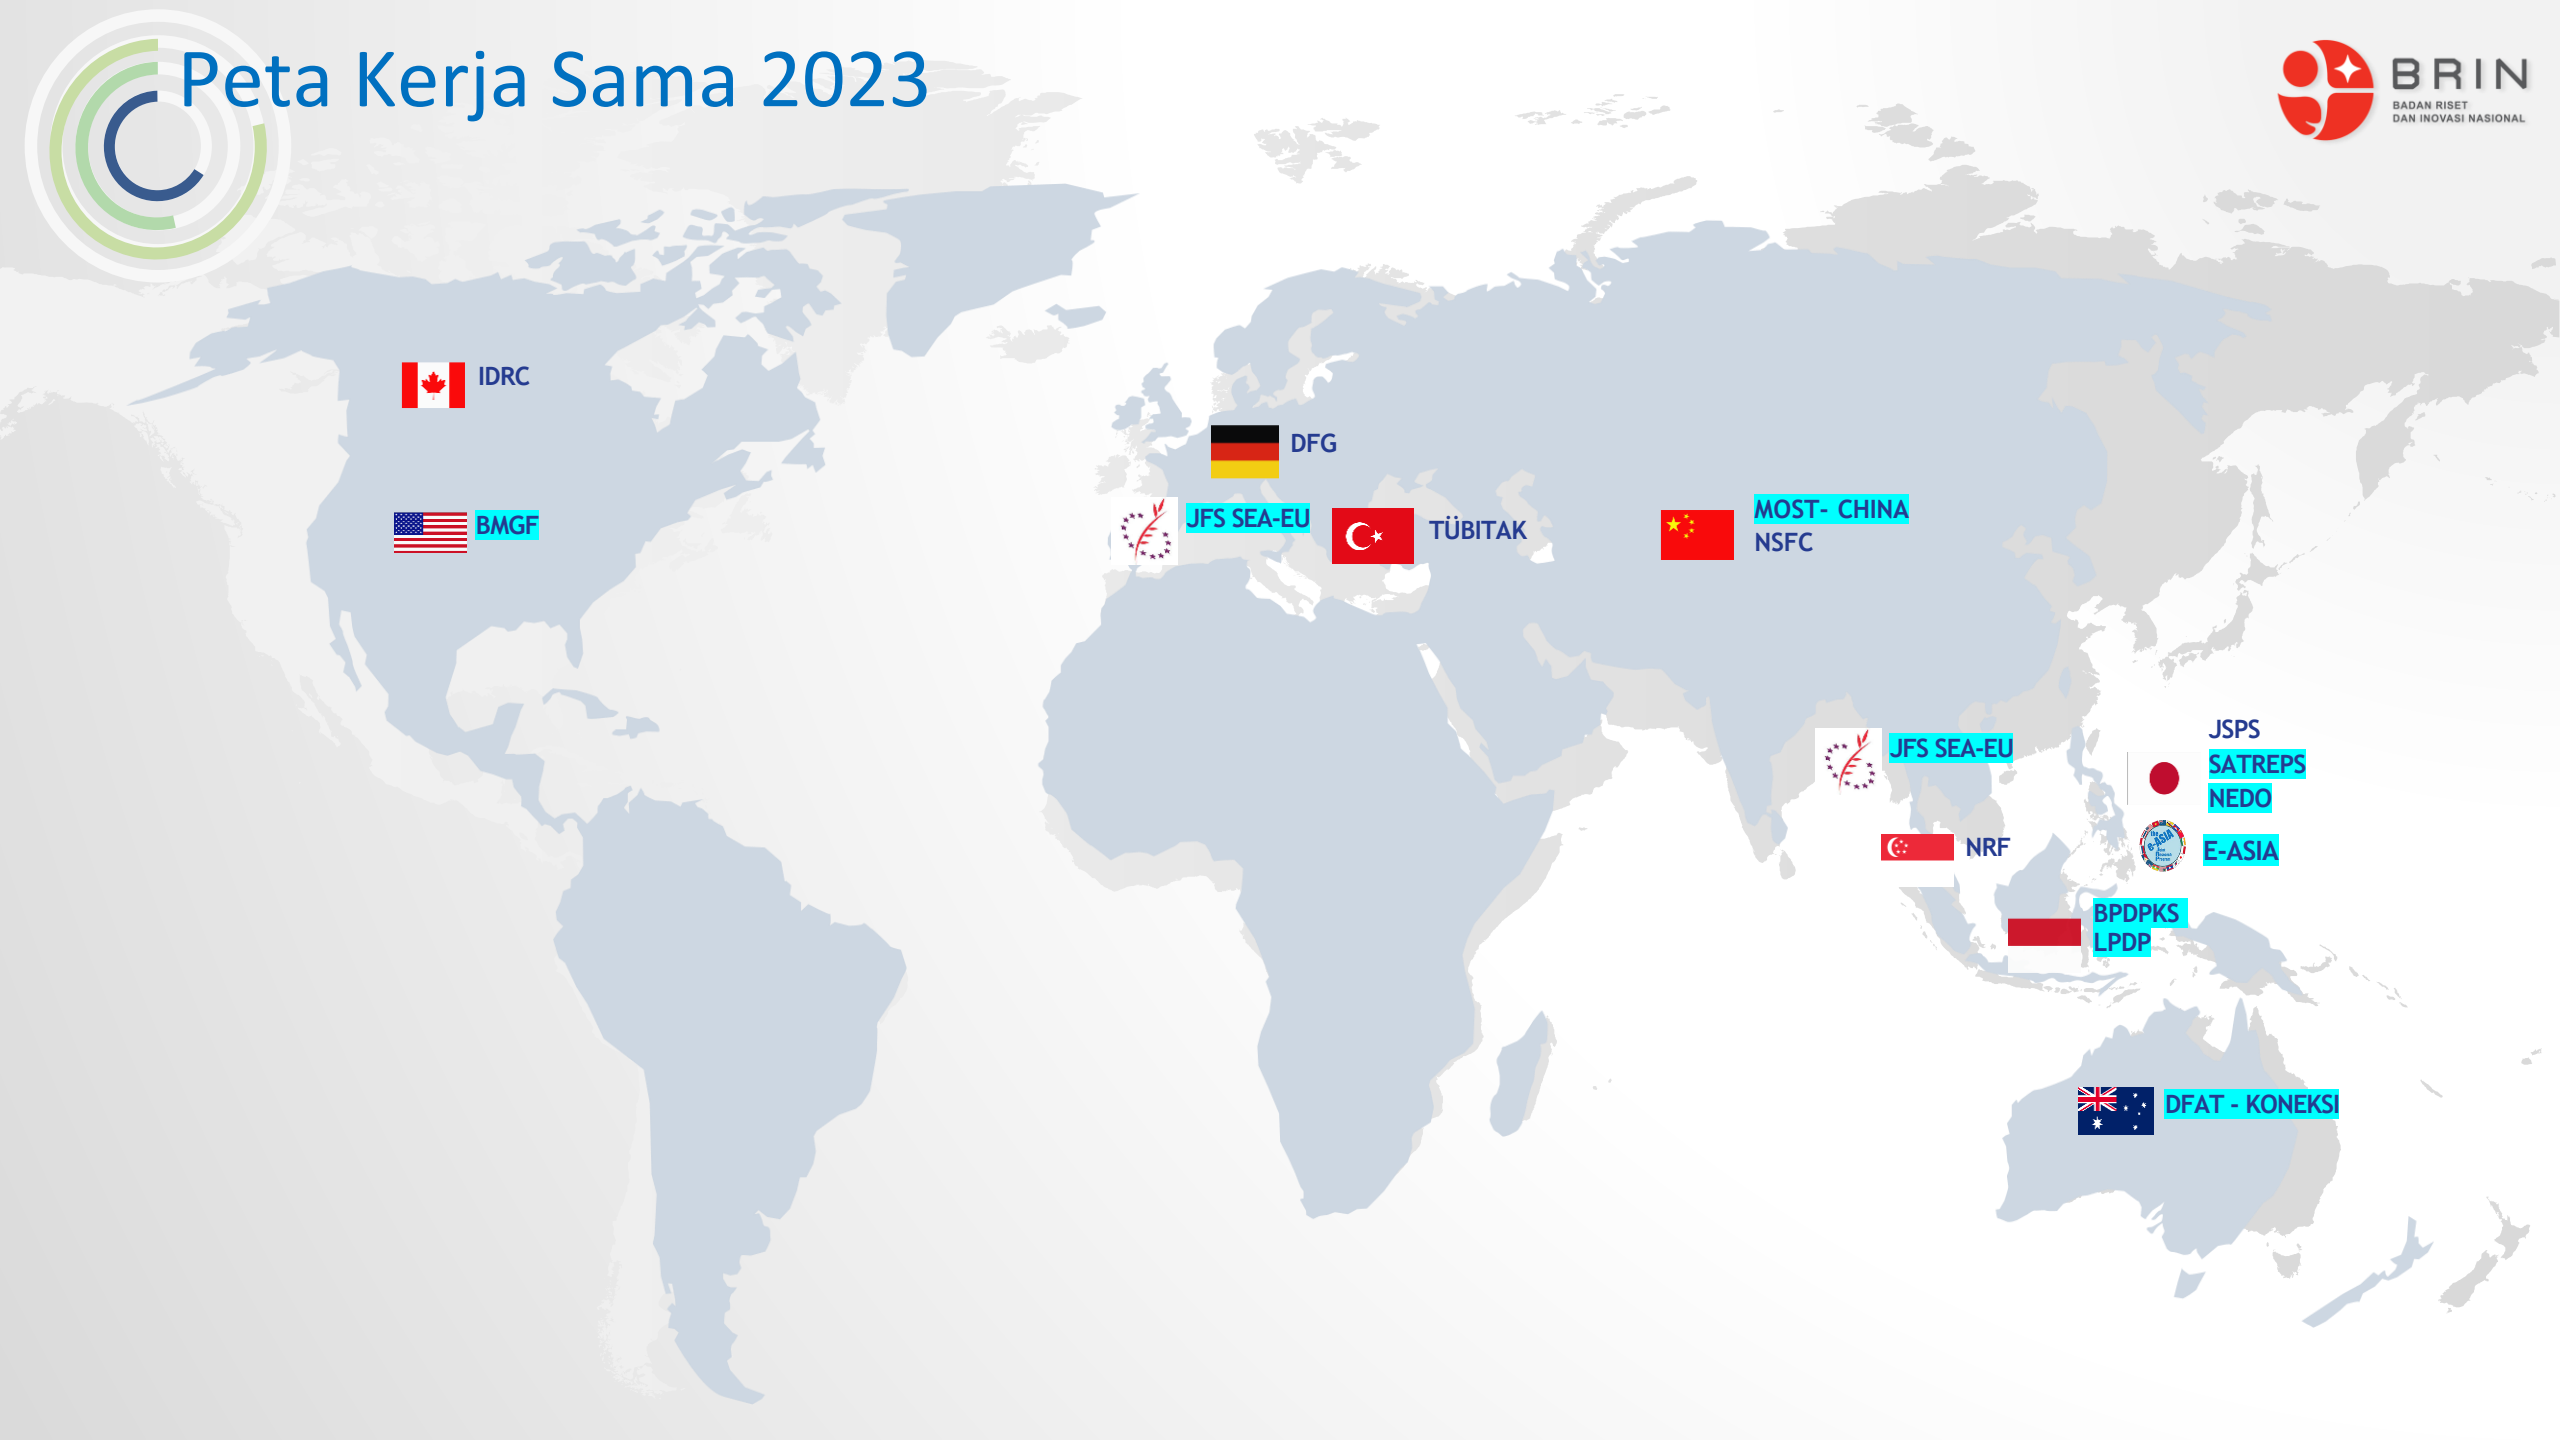 Peta Kerja Sama 2023
BRIN
BADAN RISET
DAN INOVASI NASIONAL
IDRC
BMGF
DFG
JFS SEA-EU
TÜBITAK
MOST- CHINA
NSFC
JFS SEA-EU
NRF
JSPS
SATREPS
NEDO
E-ASIA
BPDPKS
LPDP
DFAT - KONEKSI